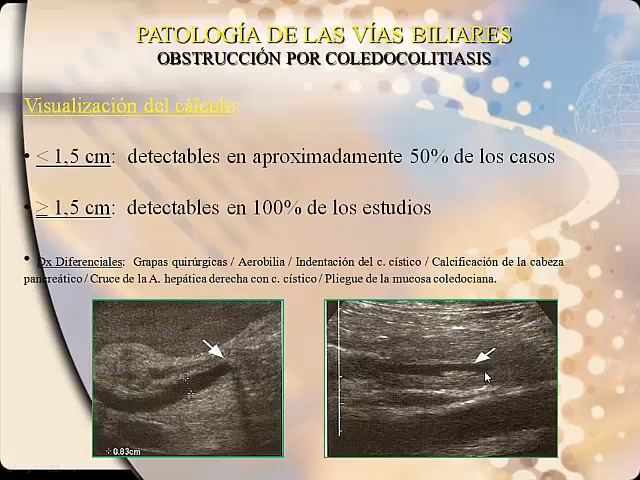 PATOLOGÍA DE LAS VÍAS BILIARES
OBSTRUCCIÓN POR COLEDOCOLITIASIS
Visualización del cálculo:
• < 1,5 cm: detectables en aproximadamente 50% de los casos
• ≥ 1,5 cm: detectables en 100% de los estudios
• Dx Diferenciales: Grapas quirúrgicas / Aerobilia / Indentación del c. cístico / Calcificación de la cabeza
pancreático / Cruce de la A. hepática derecha con c. cístico / Pliegue de la mucosa coledociana.
0.83cm